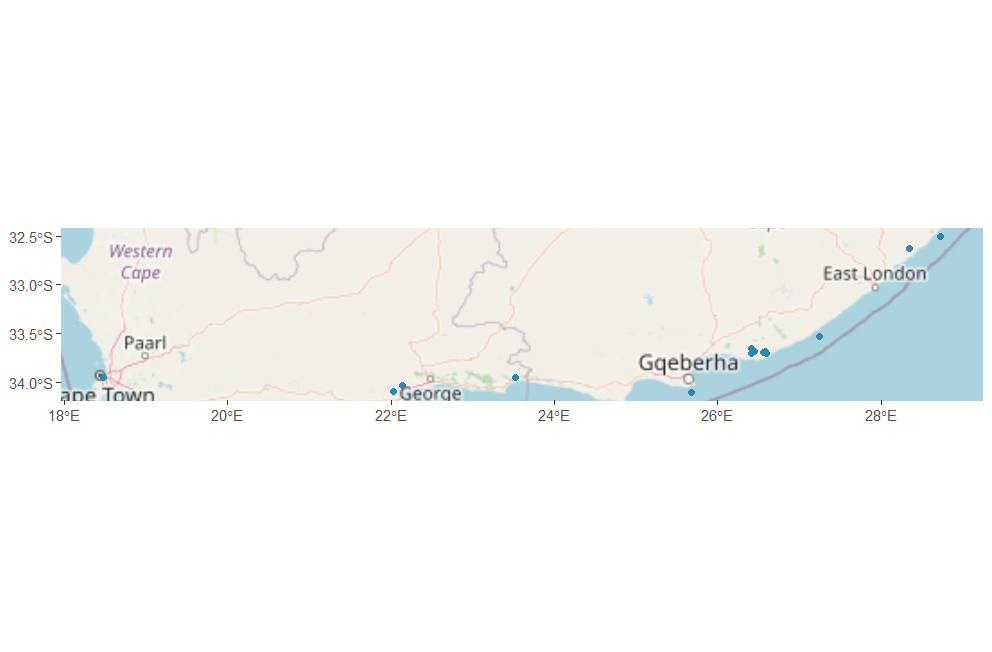 32.5°S
33.0°S
33.5°S
34.0°S
Western
Cape
East London
Paarl
Gqeberha
ape Town
George
18°E
20°E
22°E
24°E
26°E
28°E